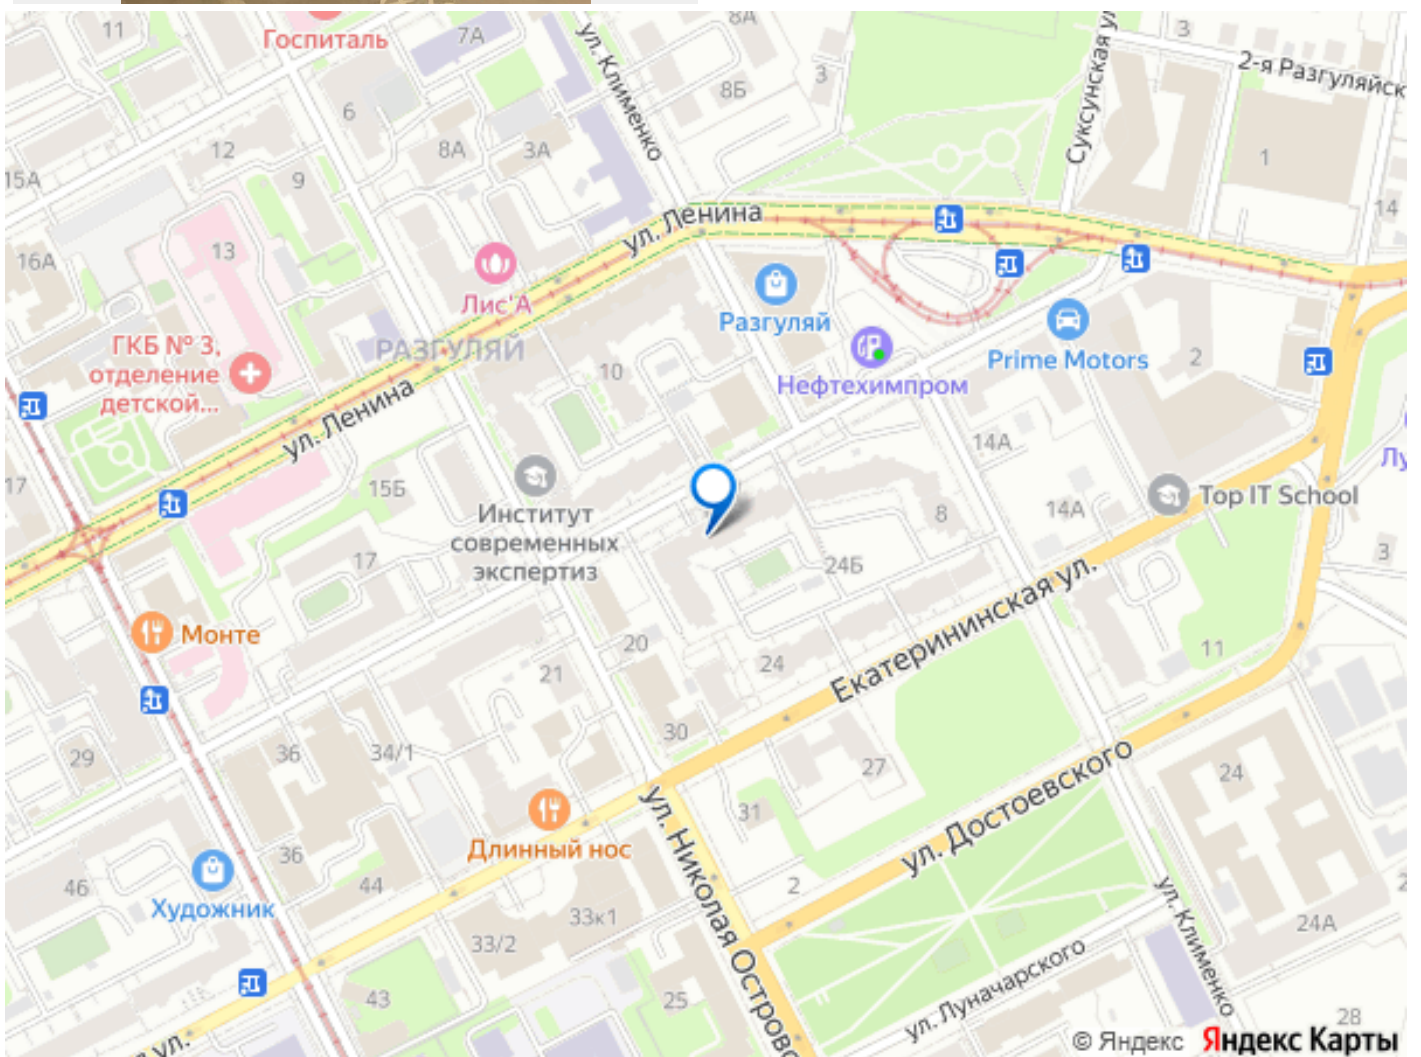 11
Госпиталь
7А
ул. Клименко
8А
3
Суксунская ул
2-я Разгуляйск
8Б
3
6
12
8А
3А
9
1
15А
14
ул. Ленина
13
16А
Лис'А
Разгуляй
РАЗГУЛЯЙ
ГКБ № 3,
отделение
детской...
Нефтехимпром
Prime Motors
2
10
ул. Ленина
14А
Лу
17
15Б
Институт
современных
экспертиз
8
14А
Top IT School
3
17
24Б
Екатерининская ул.
Монте
20
21
24
11
30
29
36
34/1
27
24
ул. Достоевского
31
ул. Николая Островс
Длинный нос
36
44
46
Художник
2
33к1
33/2
ул. Клименко
24А
2
43
25
ул. Луначарского
28
ул.
© Яндекс Яндекс Карты